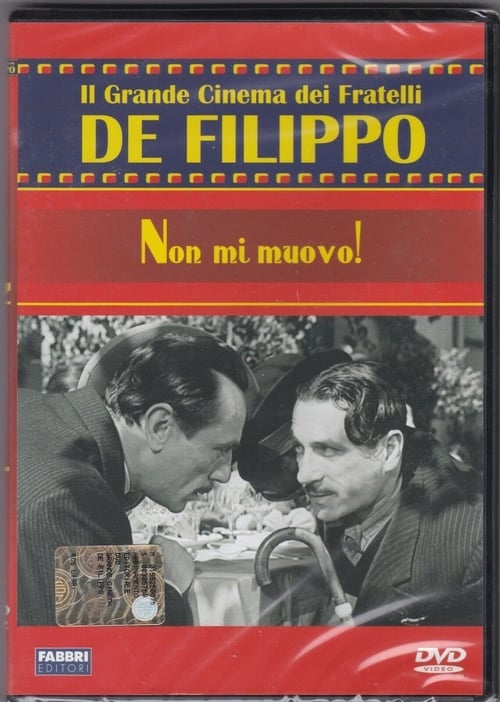 Il Grande Cinema dei Fratelli
DE FILIPPO
Non mi muovo!
FABBRI
EDITORI
DVD
VIDEO